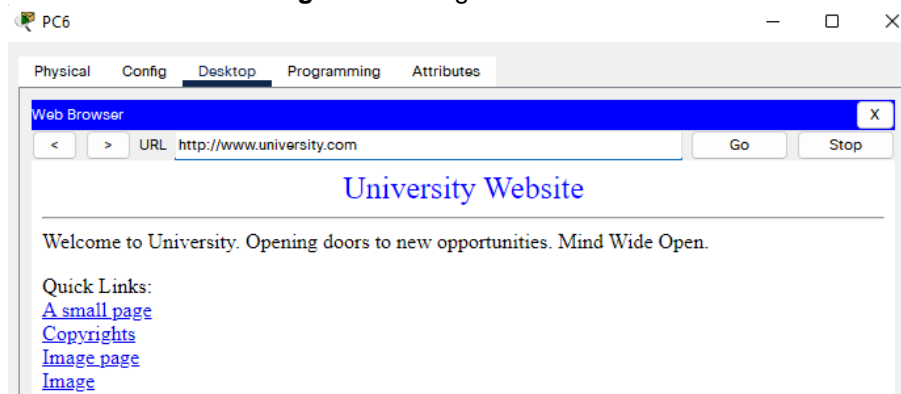 PC6
Physical Config Desktop Programming Attributes
Web Browser X
< > URL http://www.university.com Go Stop
University Website
Welcome to University. Opening doors to new opportunities. Mind Wide Open.
Quick Links:
A small page
Copyrights
Image page
Image